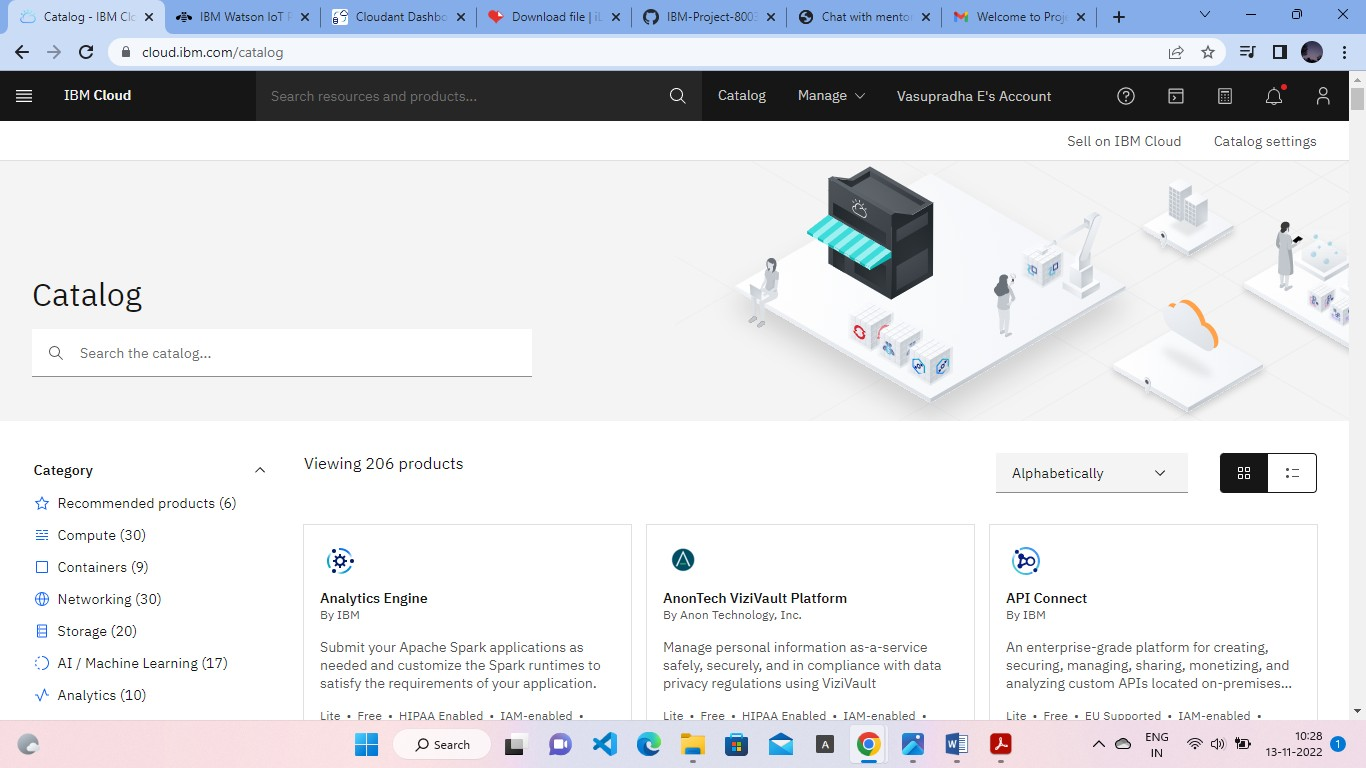 Catalog - IBM Clo
IBM Watson IoT P
Cloudant Dashbo
Download file | iL
IBM-Project-8003
Chat with mento
Welcome to Proj
cloud.ibm.com/catalog
IBM Cloud
Search resources and products...
Catalog
Manage
Vasupradha E's Account
Sell on IBM Cloud
Catalog settings
Catalog
Search the catalog...
Category
Recommended products (6)
Compute (30)
Containers (9)
Networking (30)
Storage (20)
AI / Machine Learning (17)
Analytics (10)
Viewing 206 products
Alphabetically
Analytics Engine
By IBM
Submit your Apache Spark applications as
needed and customize the Spark runtimes to
satisfy the requirements of your application.
Lite • Free • HIPAA Enabled • IAM-enabled •
AnonTech ViziVault Platform
By Anon Technology, Inc.
Manage personal information as-a-service
safely, securely, and in compliance with data
privacy regulations using ViziVault
Lite • Free • HIPAA Enabled • IAM-enabled •
API Connect
By IBM
An enterprise-grade platform for creating,
securing, managing, sharing, monetizing, and
analyzing custom APIs located on-premises...
Lite • Free • EU Supported • IAM-enabled •
Search
A
ENG
IN
10:28
13-11-2022
1